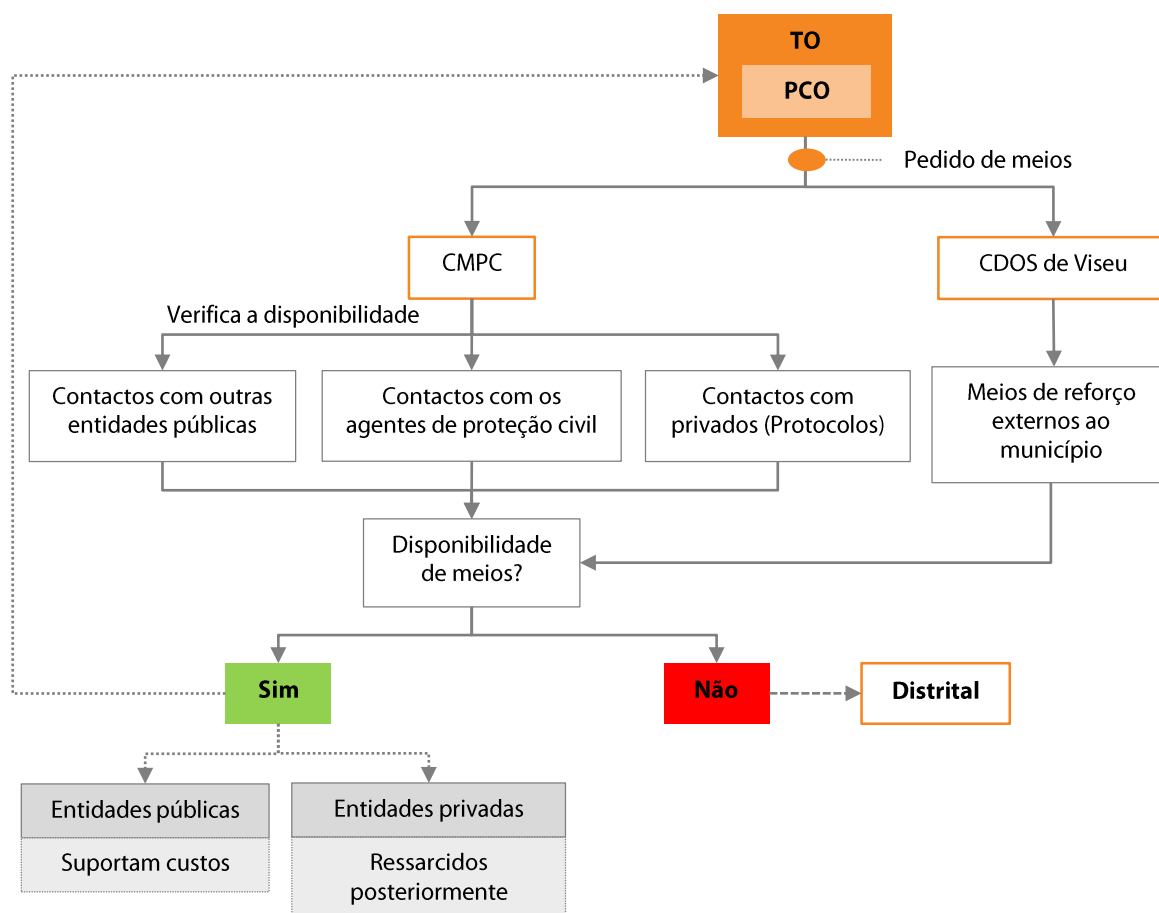 TO
PCO
Pedido de meios
CMPC
CDOS de Viseu
Verifica a disponibilidade
Contactos com outras
entidades públicas
Contactos com os
agentes de proteção civil
Contactos com
privados (Protocolos)
Meios de reforço
externos ao
município
Disponibilidade
de meios?
Sim
Não
Distrital
Entidades públicas
Suportam custos
Entidades privadas
Ressarcidos
posteriormente